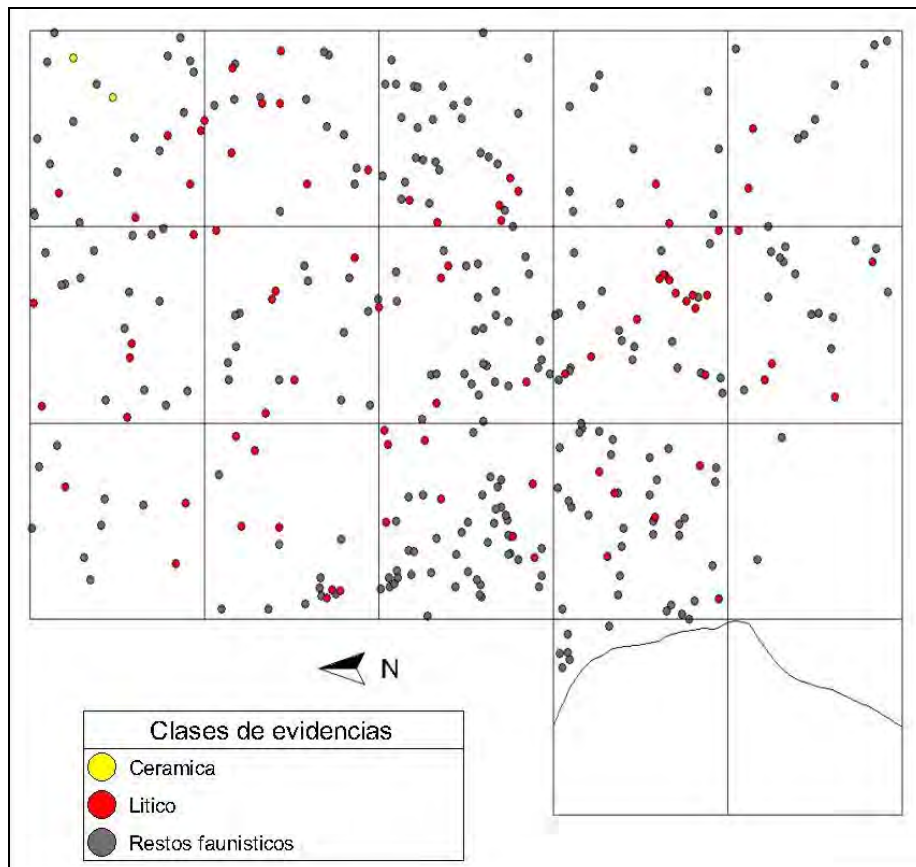 N
Clases de evidencias
Ceramica
Litico
Restos faunisticos